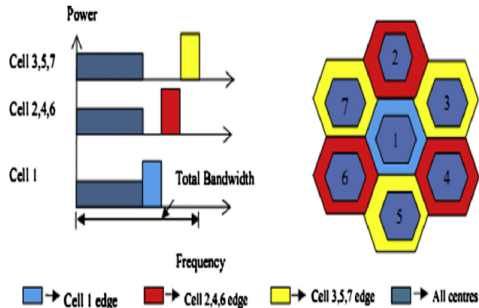 Power
Cell 3,5,7
Cell 2,4,6
Cell 1
Total Bandwidth
Frequency
2
7
3
1
6
4
5
Cell 1 edge
Cell 2,4,6 edge
Cell 3,5,7 edge
All centres